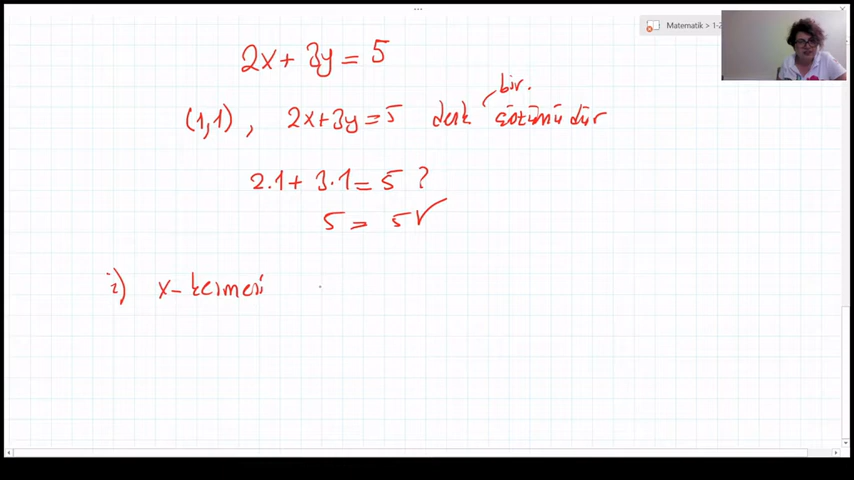 Matematik > 1-2
2x + 3y = 5
bir.
(1,1) , 2x+3y=5 denk çözümüdür
2.1 + 3.1 = 5 ?
5 = 5 ✓
i) x-kesmesi